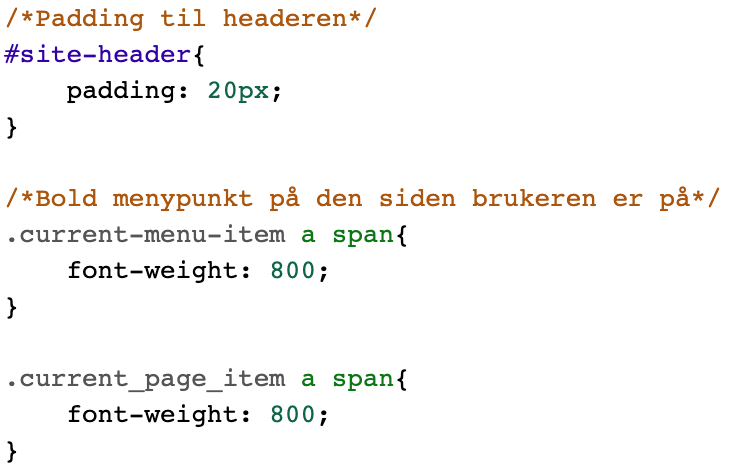 /*Padding til headeren*/
#site-header{
    padding: 20px;
}

/*Bold menypunkt på den siden brukeren er på*/
.current-menu-item a span{
    font-weight: 800;
}

.current_page_item a span{
    font-weight: 800;
}